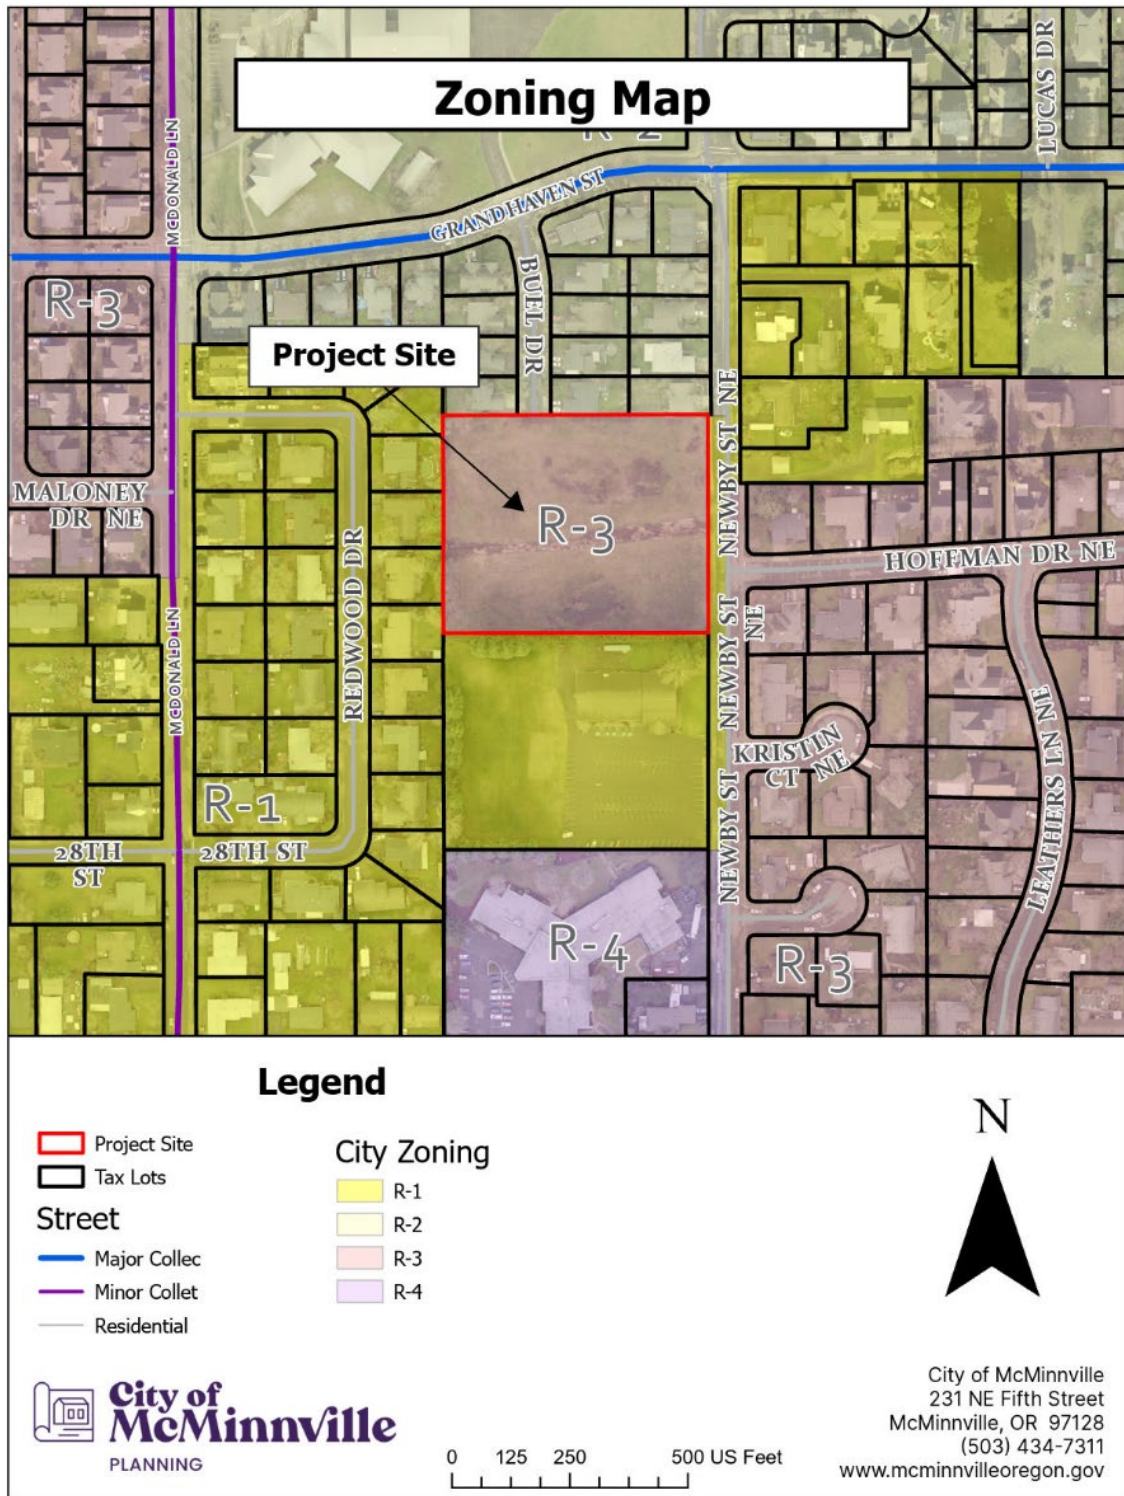 Zoning Map
R-2
LUCAS DR
MCDONALD LN
GRANDHAVEN ST
R-3
BUEL DR
Project Site
NEWBY ST NE
MALONEY
DR NE
R-3
REDWOOD DR
HOFFMAN DR NE
NEWBY ST
NE
MCDONALD LN
KRISTIN
CT NE
LEATHERS LN NE
R-1
NEWBY ST
28TH
ST
28TH ST
R-4
R-3
Legend
Project Site
Tax Lots
Street
Major Collec
Minor Collet
Residential
City Zoning
R-1
R-2
R-3
R-4
N
City of
McMinnville
PLANNING
0 125 250 500 US Feet
City of McMinnville
231 NE Fifth Street
McMinnville, OR 97128
(503) 434-7311
www.mcminnvilleoregon.gov